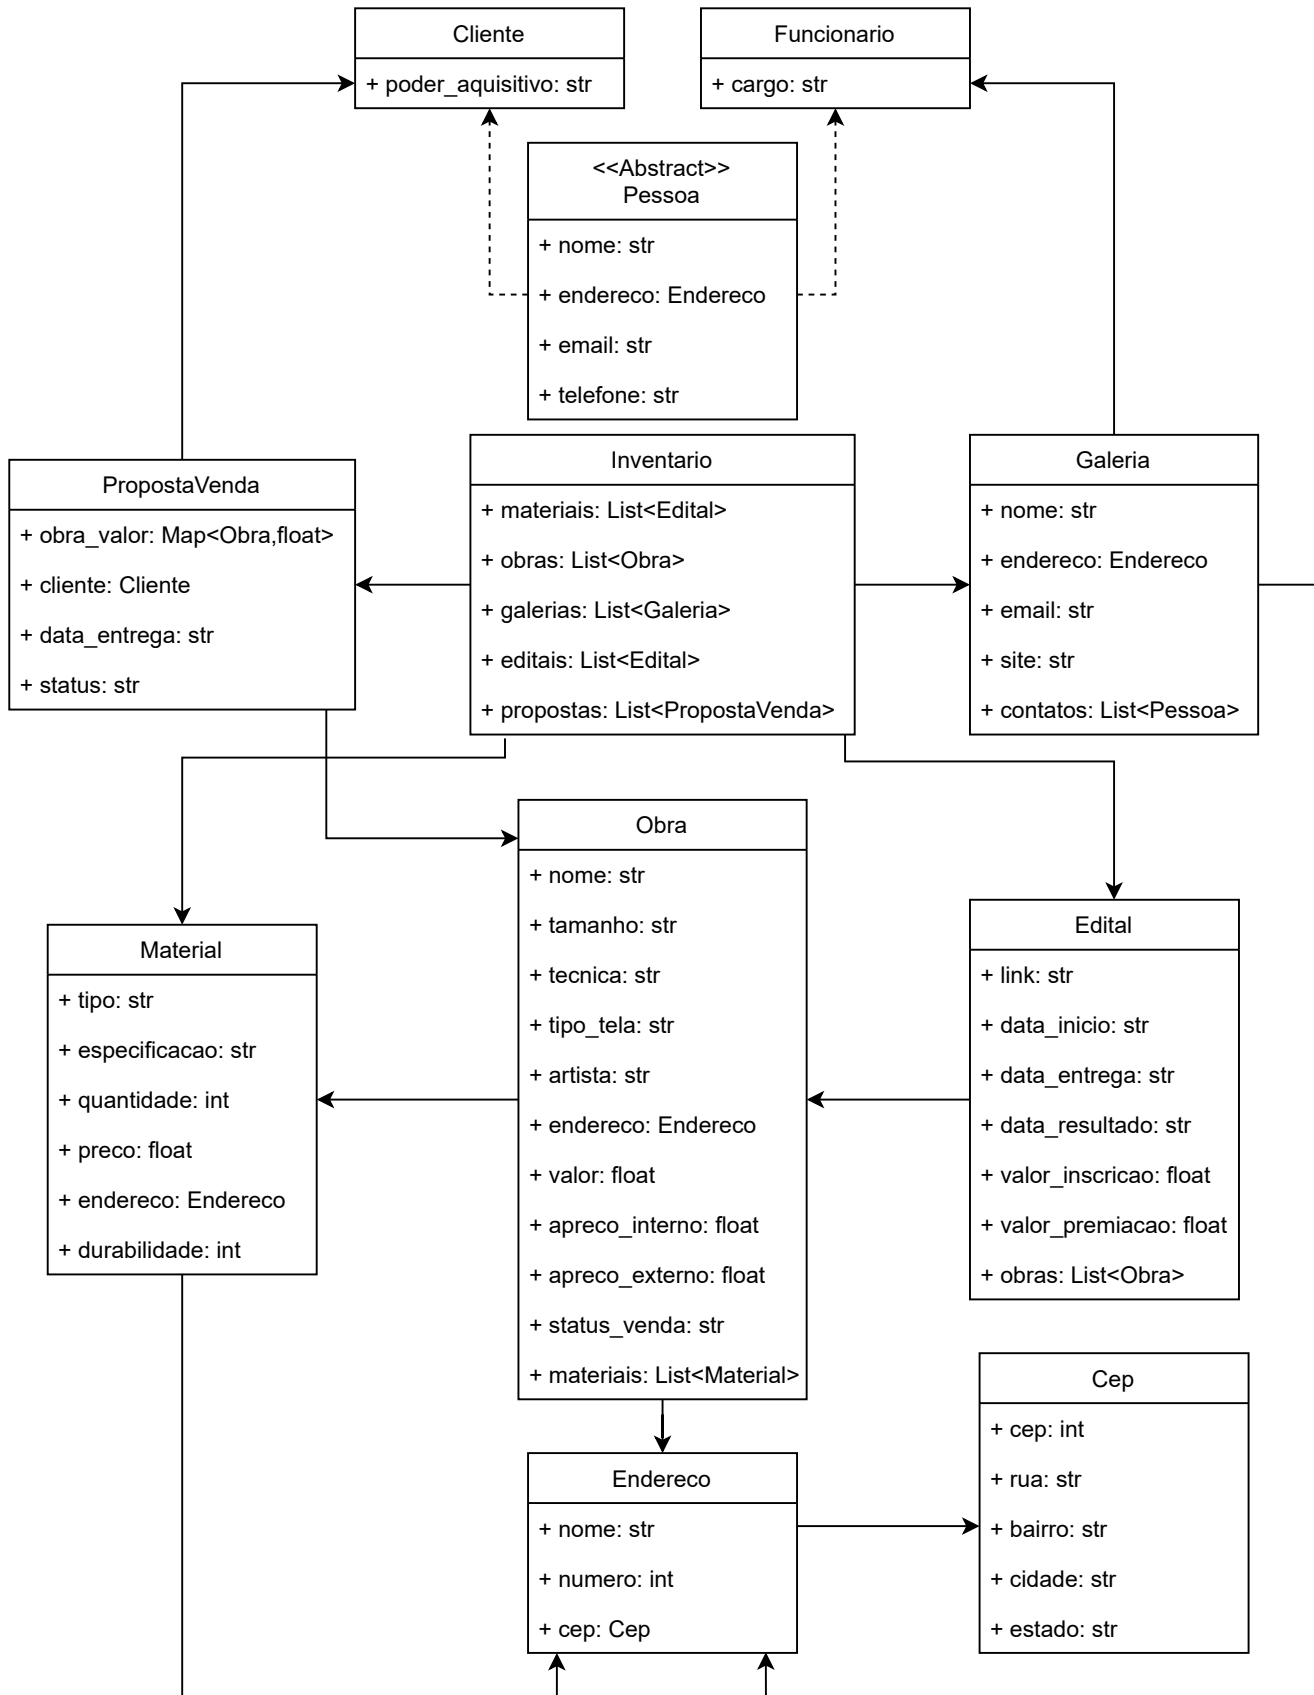 Cliente
+ poder_aquisitivo: str
Funcionario
+ cargo: str
<<Abstract>>
Pessoa
+ nome: str
+ endereco: Endereco
+ email: str
+ telefone: str
PropostaVenda
+ obra_valor: Map<Obra,float>
+ cliente: Cliente
+ data_entrega: str
+ status: str
Inventario
+ materiais: List<Edital>
+ obras: List<Obra>
+ galerias: List<Galeria>
+ editais: List<Edital>
+ propostas: List<PropostaVenda>
Galeria
+ nome: str
+ endereco: Endereco
+ email: str
+ site: str
+ contatos: List<Pessoa>
Material
+ tipo: str
+ especificacao: str
+ quantidade: int
+ preco: float
+ endereco: Endereco
+ durabilidade: int
Obra
+ nome: str
+ tamanho: str
+ tecnica: str
+ tipo_tela: str
+ artista: str
+ endereco: Endereco
+ valor: float
+ apreco_interno: float
+ apreco_externo: float
+ status_venda: str
+ materiais: List<Material>
Edital
+ link: str
+ data_inicio: str
+ data_entrega: str
+ data_resultado: str
+ valor_inscricao: float
+ valor_premiacao: float
+ obras: List<Obra>
Endereco
+ nome: str
+ numero: int
+ cep: Cep
Cep
+ cep: int
+ rua: str
+ bairro: str
+ cidade: str
+ estado: str